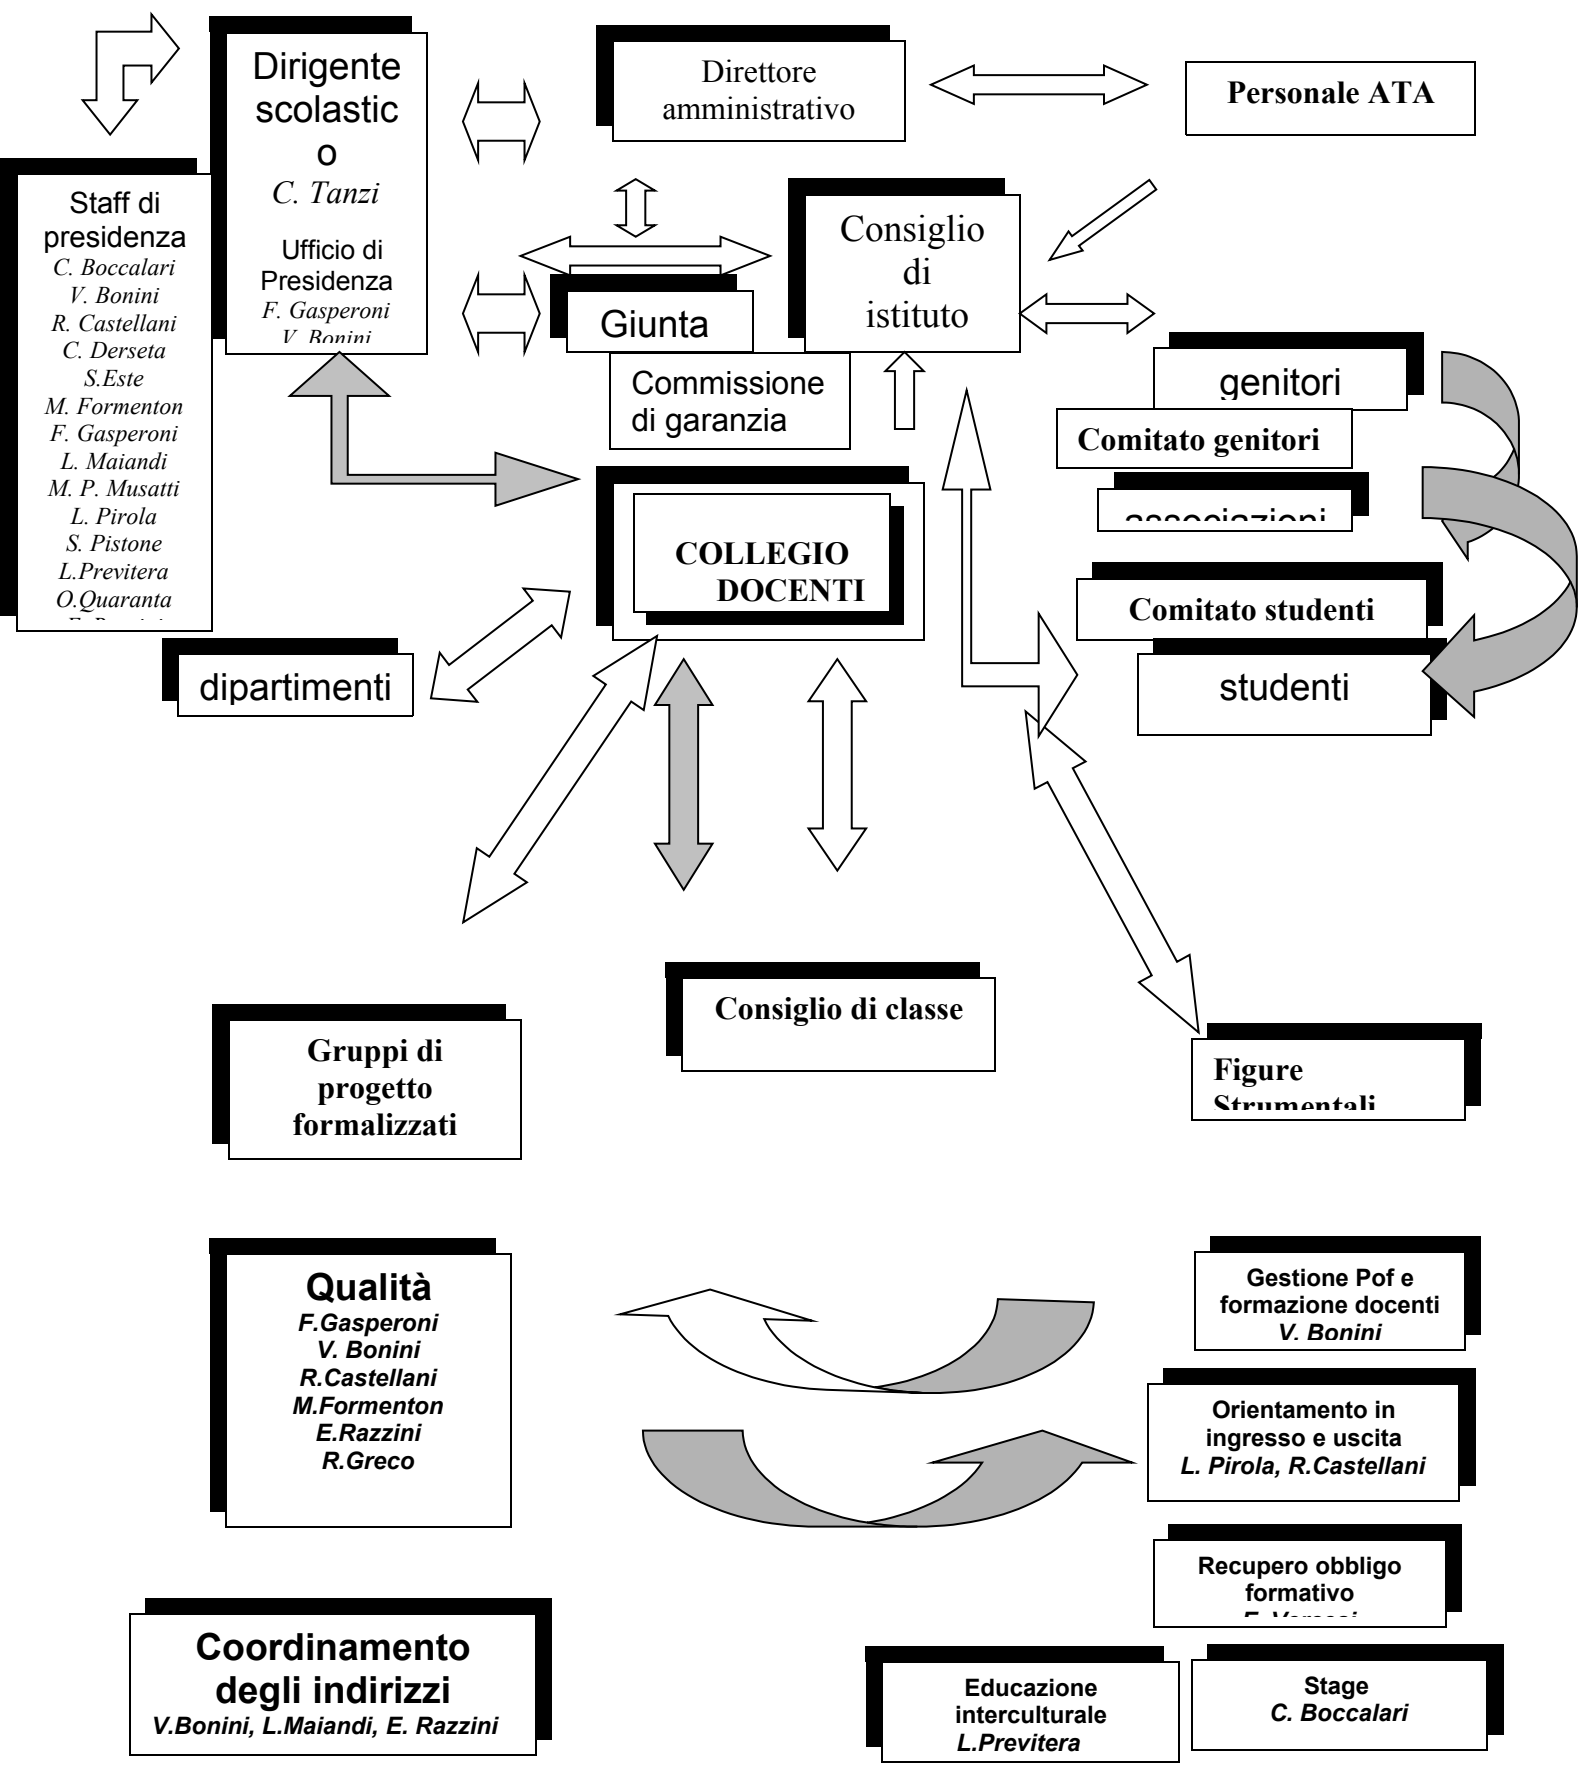 Dirigente
scolastic
o
C. Tanzi
Ufficio di
Presidenza
F. Gasperoni
V. Bonini
Direttore
amministrativo
Personale ATA
Staff di
presidenza
C. Boccalari
V. Bonini
R. Castellani
C. Derseta
S.Este
M. Formenton
F. Gasperoni
L. Maiandi
M. P. Musatti
L. Pirola
S. Pistone
L.Previtera
O.Quaranta
Consiglio
di
istituto
Giunta
Commissione
di garanzia
genitori
Comitato genitori
associazioni
COLLEGIO
DOCENTI
Comitato studenti
studenti
dipartimenti
Consiglio di classe
Gruppi di
progetto
formalizzati
Figure
Strumentali
Qualità
F.Gasperoni
V. Bonini
R.Castellani
M.Formenton
E.Razzini
R.Greco
Gestione Pof e
formazione docenti
V. Bonini
Orientamento in
ingresso e uscita
L. Pirola, R.Castellani
Recupero obbligo
formativo
Coordinamento
degli indirizzi
V.Bonini, L.Maiandi, E. Razzini
Educazione
interculturale
L.Previtera
Stage
C. Boccalari